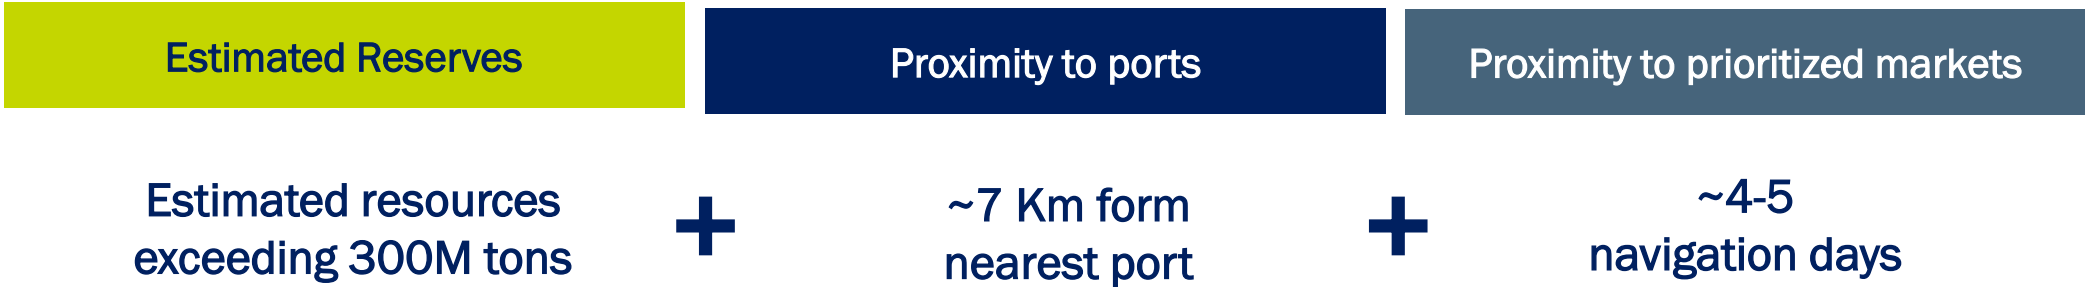 Estimated Reserves
Proximity to ports
Proximity to prioritized markets
Estimated resources
exceeding 300M tons
+
~7 Km form
nearest port
+
~4-5
navigation days